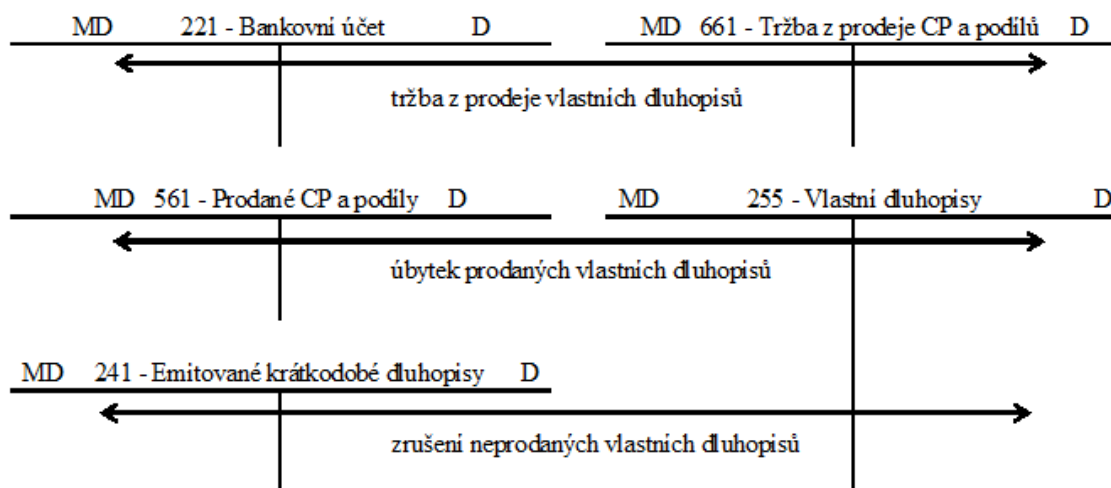 MD 221 - Bankovní účet D MD 661 - Tržba z prodeje CP a podílů D
tržba z prodeje vlastních dluhopisů
MD 561 - Prodané CP a podíly D MD 255 - Vlastní dluhopisy D
úbytek prodaných vlastních dluhopisů
MD 241 - Emitované krátkodobé dluhopisy D
zrušení neprodaných vlastních dluhopisů